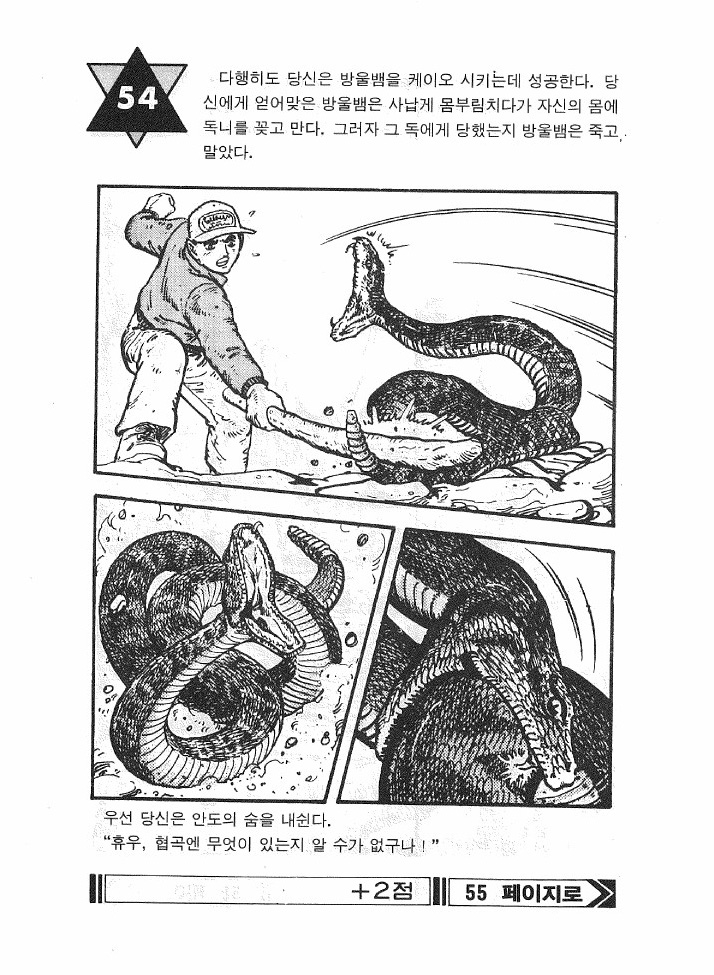 54
다행히도 당신은 방울뱀을 케이오 시키는데 성공한다. 당
신에게 얻어맞은 방울뱀은 사납게 몸부림치다가 자신의 몸에
독니를 꽂고 만다. 그러자 그 독에게 당했는지 방울뱀은 죽고
말았다.
우선 당신은 안도의 숨을 내쉰다.
“휴우, 협곡엔 무엇이 있는지 알 수가 없구나!”
+2점
55 페이지로